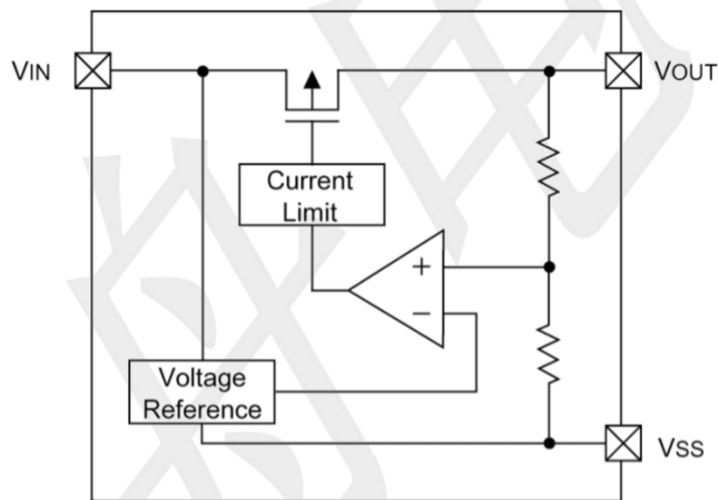 VIN
VOUT
Current
Limit
+
−
Voltage
Reference
VSS